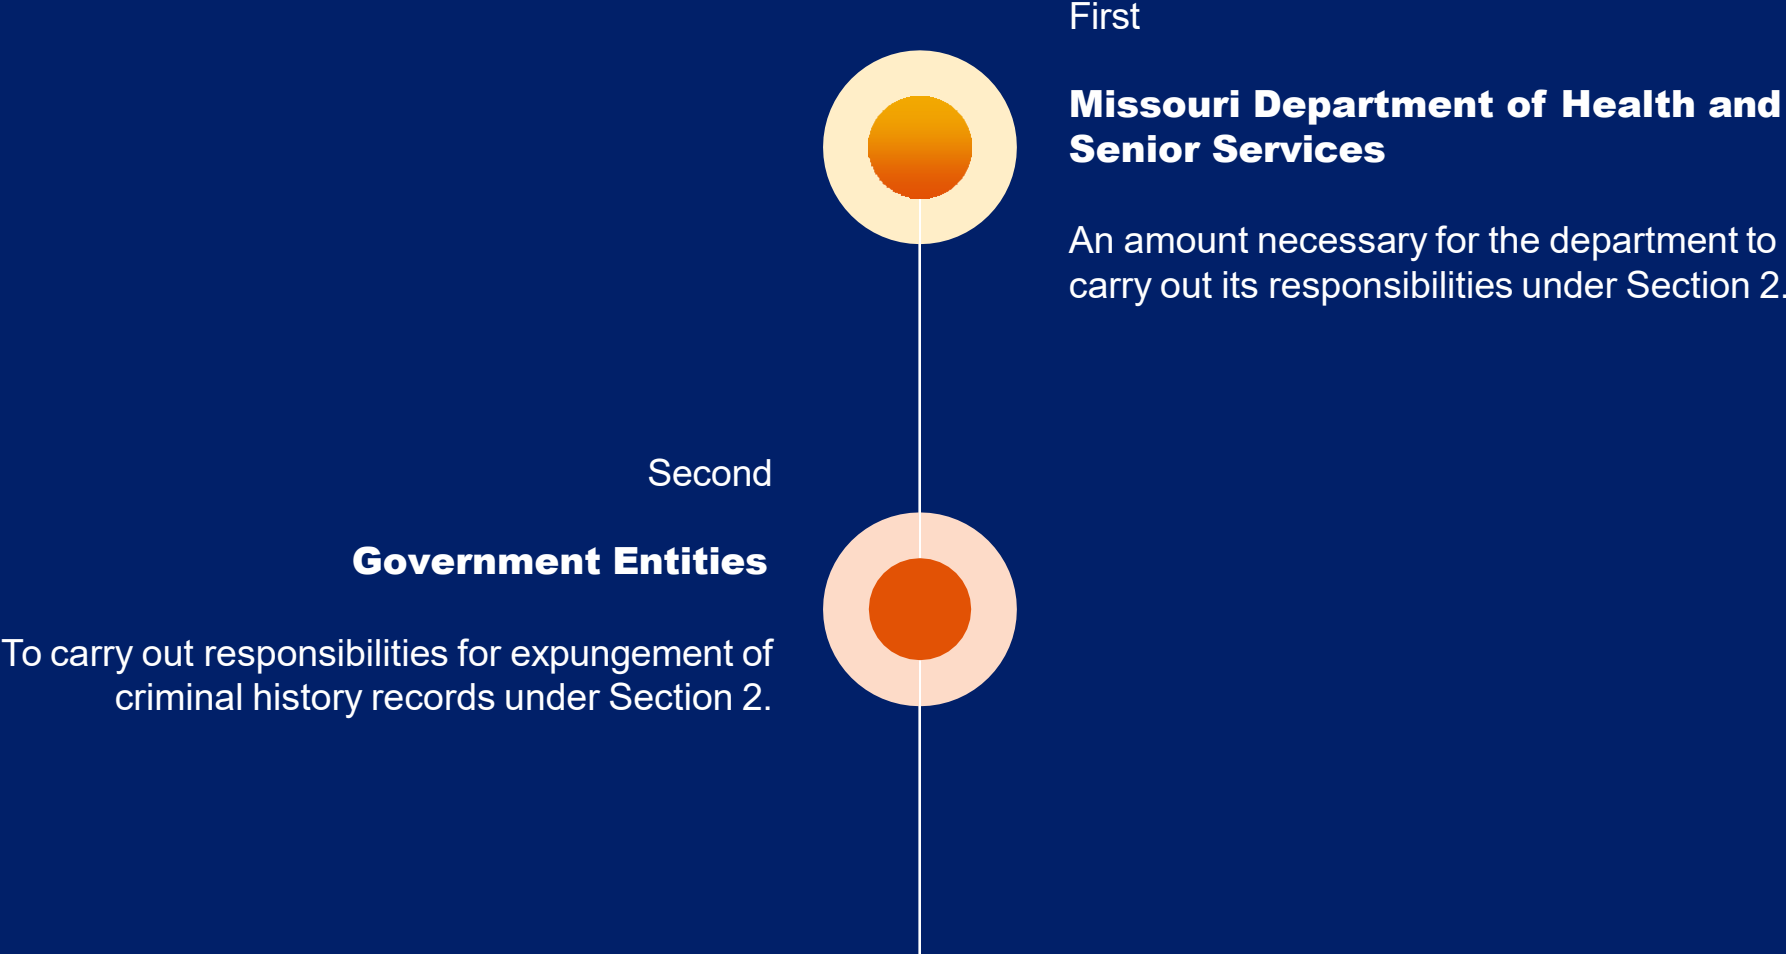 First
Missouri Department of Health and
Senior Services
An amount necessary for the department to
carry out its responsibilities under Section 2.
Second
Government Entities
To carry out responsibilities for expungement of
criminal history records under Section 2.